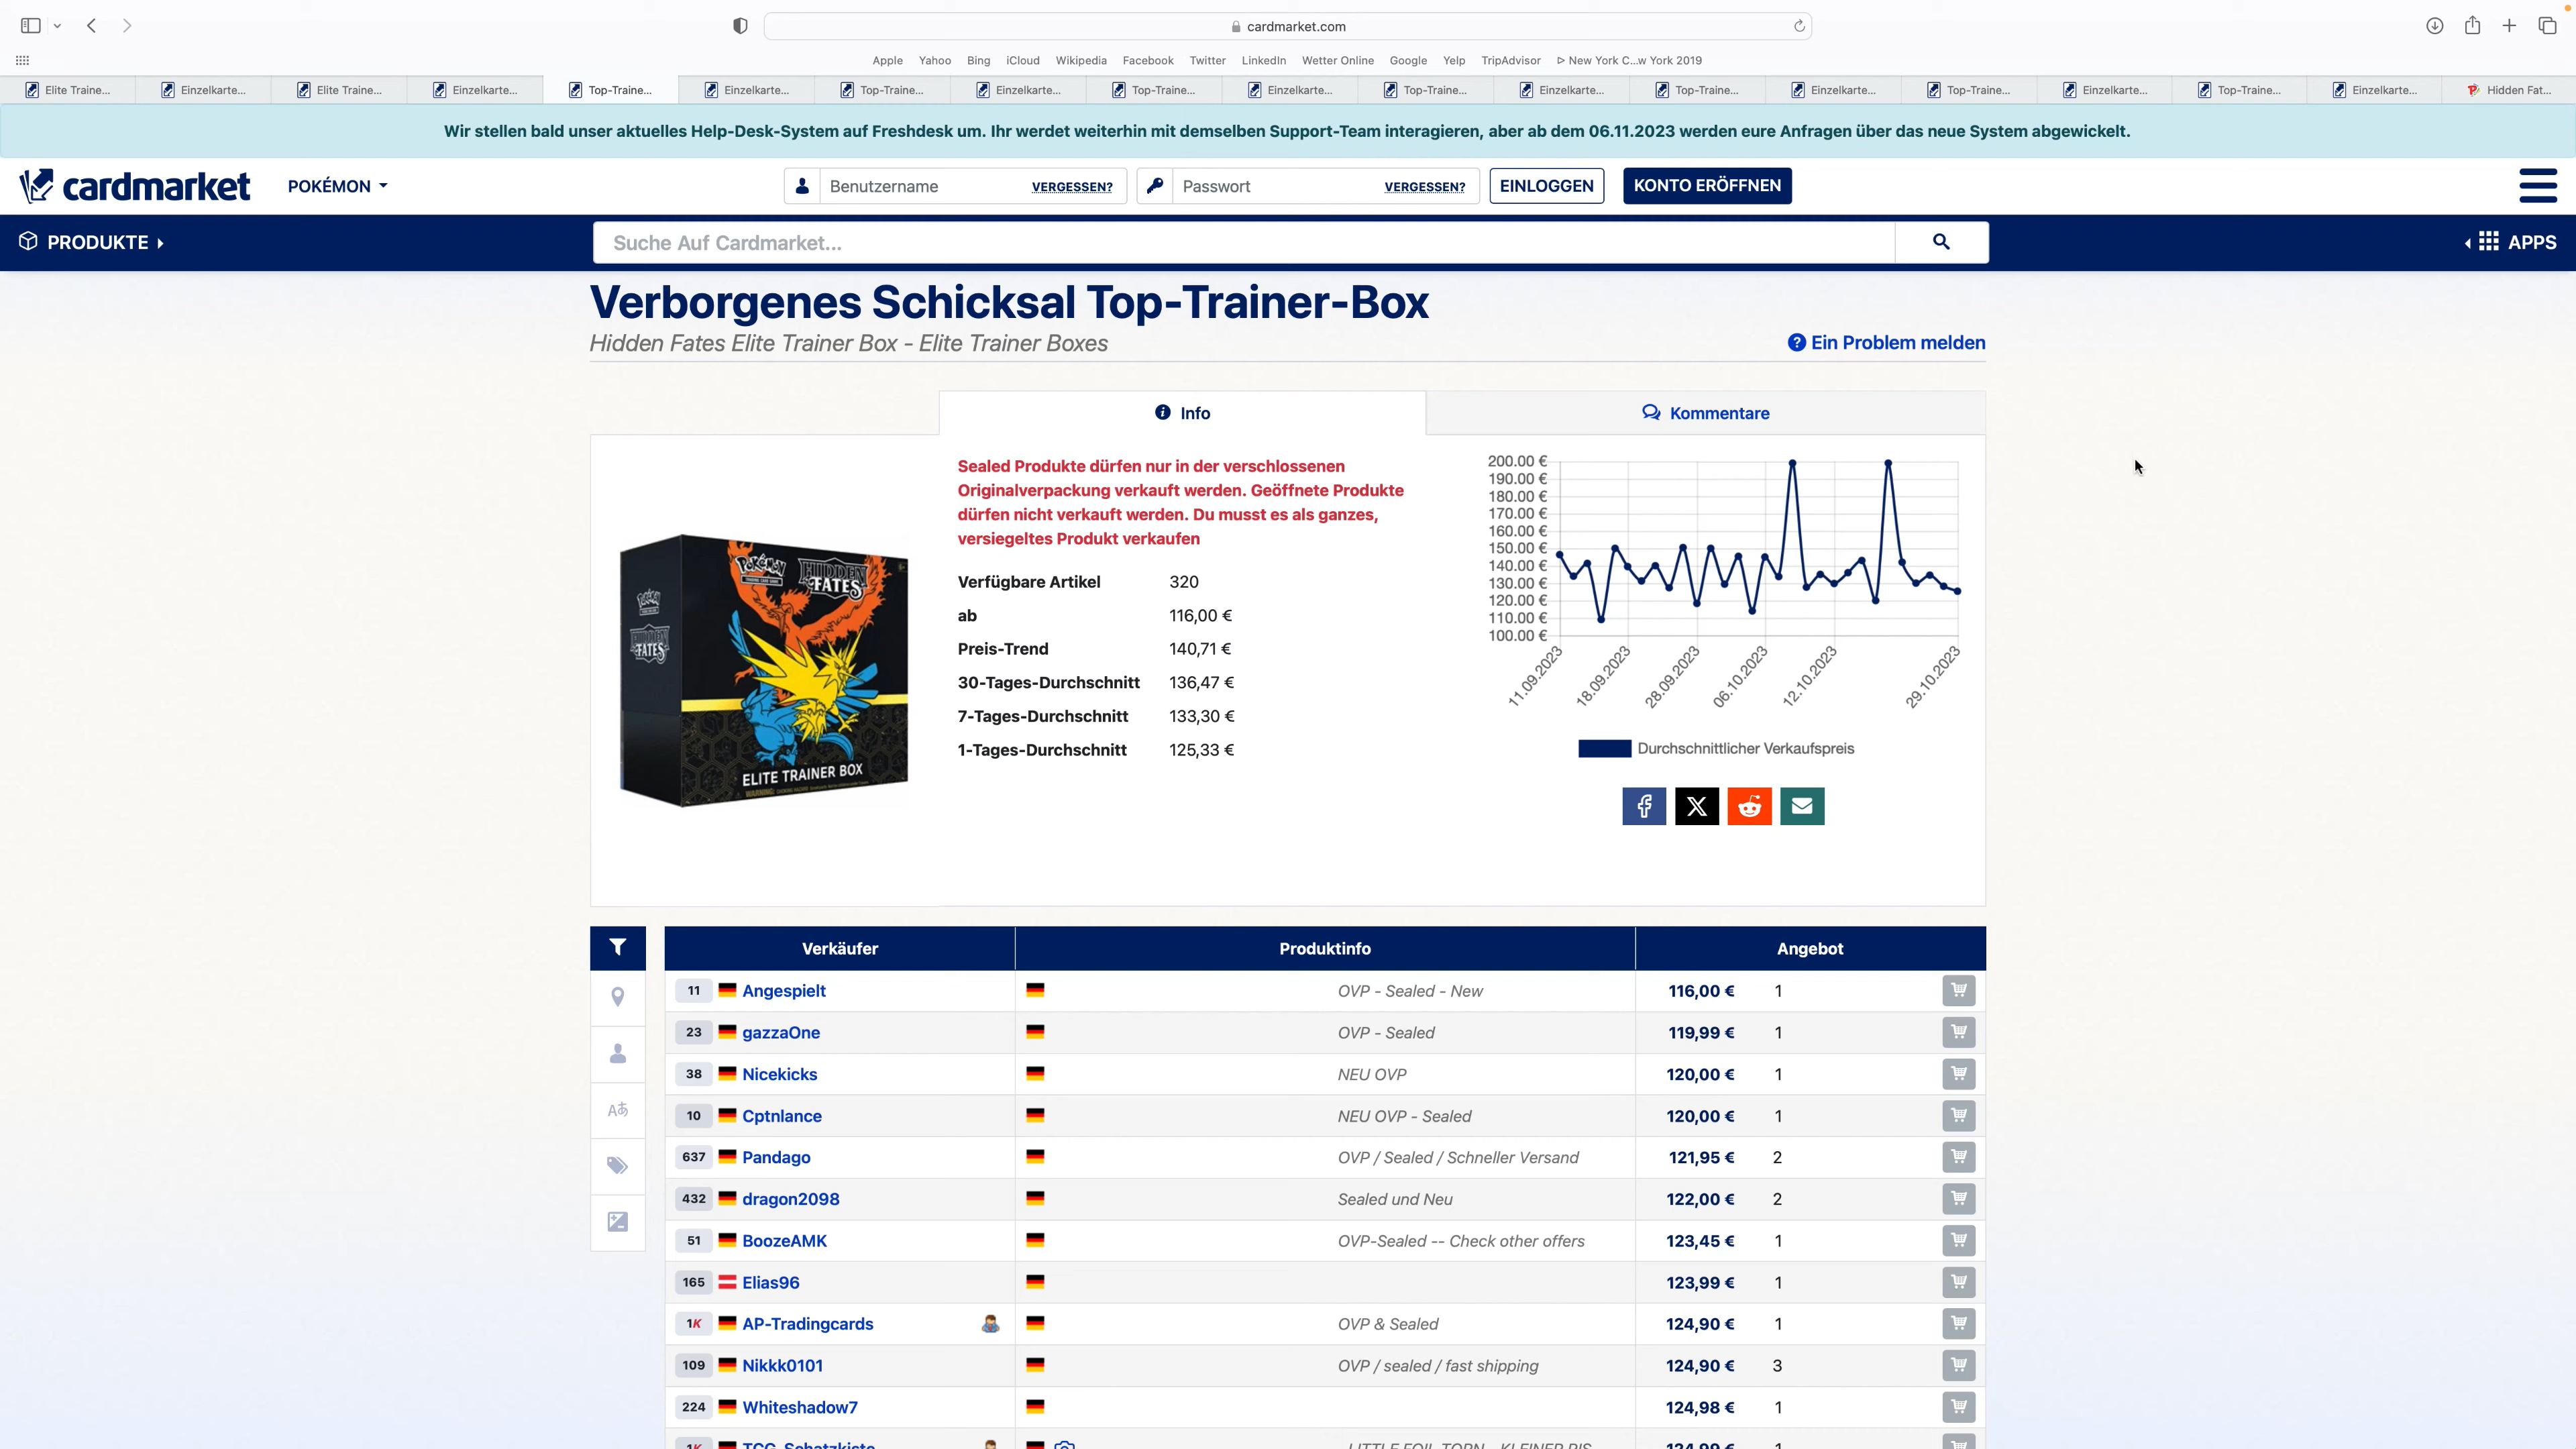 cardmarket.com
Apple Yahoo Bing iCloud Wikipedia Facebook Twitter LinkedIn Wetter Online Google Yelp TripAdvisor ᐅ New York C...w York 2019
Elite Traine... Einzelkarte... Elite Traine... Einzelkarte... Top-Traine... Einzelkarte... Top-Traine... Einzelkarte... Top-Traine... Einzelkarte... Top-Traine... Einzelkarte... Top-Traine... Einzelkarte... Top-Traine... Einzelkarte... Top-Traine... Einzelkarte... Hidden Fat...
Wir stellen bald unser aktuelles Help-Desk-System auf Freshdesk um. Ihr werdet weiterhin mit demselben Support-Team interagieren, aber ab dem 06.11.2023 werden eure Anfragen über das neue System abgewickelt.
cardmarket POKÉMON Benutzername VERGESSEN? Passwort VERGESSEN? EINLOGGEN KONTO ERÖFFNEN
PRODUKTE Suche Auf Cardmarket... APPS
Verborgenes Schicksal Top-Trainer-Box
Hidden Fates Elite Trainer Box - Elite Trainer Boxes
Ein Problem melden
Info
Kommentare
POKÉMON HIDDEN FATES
HIDDEN FATES
ELITE TRAINER BOX
Sealed Produkte dürfen nur in der verschlossenen
Originalverpackung verkauft werden. Geöffnete Produkte
dürfen nicht verkauft werden. Du musst es als ganzes,
versiegeltes Produkt verkaufen
Verfügbare Artikel 320
ab 116,00 €
Preis-Trend 140,71 €
30-Tages-Durchschnitt 136,47 €
7-Tages-Durchschnitt 133,30 €
1-Tages-Durchschnitt 125,33 €
200.00 €
190.00 €
180.00 €
170.00 €
160.00 €
150.00 €
140.00 €
130.00 €
120.00 €
110.00 €
100.00 €
11.09.2023 18.09.2023 28.09.2023 06.10.2023 12.10.2023 29.10.2023
Durchschnittlicher Verkaufspreis
Verkäufer Produktinfo Angebot
11 Angespielt OVP - Sealed - New 116,00 € 1
23 gazzaOne OVP - Sealed 119,99 € 1
38 Nicekicks NEU OVP 120,00 € 1
10 Cptnlance NEU OVP - Sealed 120,00 € 1
637 Pandago OVP / Sealed / Schneller Versand 121,95 € 2
432 dragon2098 Sealed und Neu 122,00 € 2
51 BoozeAMK OVP-Sealed -- Check other offers 123,45 € 1
165 Elias96 123,99 € 1
1K AP-Tradingcards OVP & Sealed 124,90 € 1
109 Nikkk0101 OVP / sealed / fast shipping 124,90 € 3
224 Whiteshadow7 124,98 € 1
1K TCG-Schatzkiste LITTLE FOIL TORN KLEINER RIS 124,99 € 1